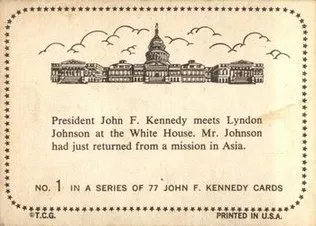 President John F. Kennedy meets Lyndon
Johnson at the White House. Mr. Johnson
had just returned from a mission in Asia.
NO. 1 IN A SERIES OF 77 JOHN F. KENNEDY CARDS
©T.C.G. PRINTED IN U.S.A.